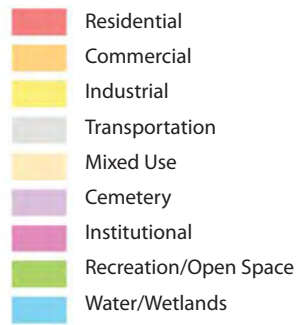 Residential
Commercial
Industrial
Transportation
Mixed Use
Cemetery
Institutional
Recreation/Open Space
Water/Wetlands